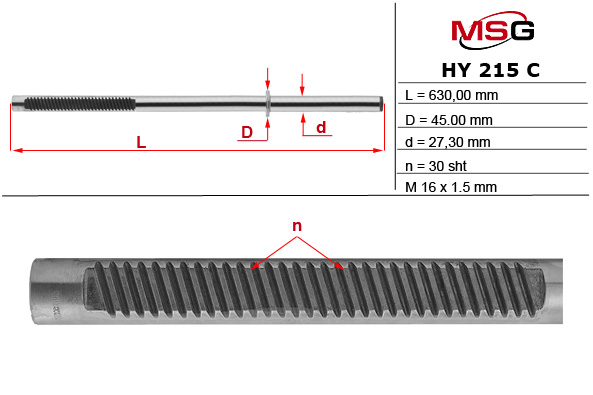 MSG
HY 215 C
L = 630,00 mm
D = 45.00 mm
d = 27,30 mm
n = 30 sht
M 16 x 1.5 mm
D
d
L
n